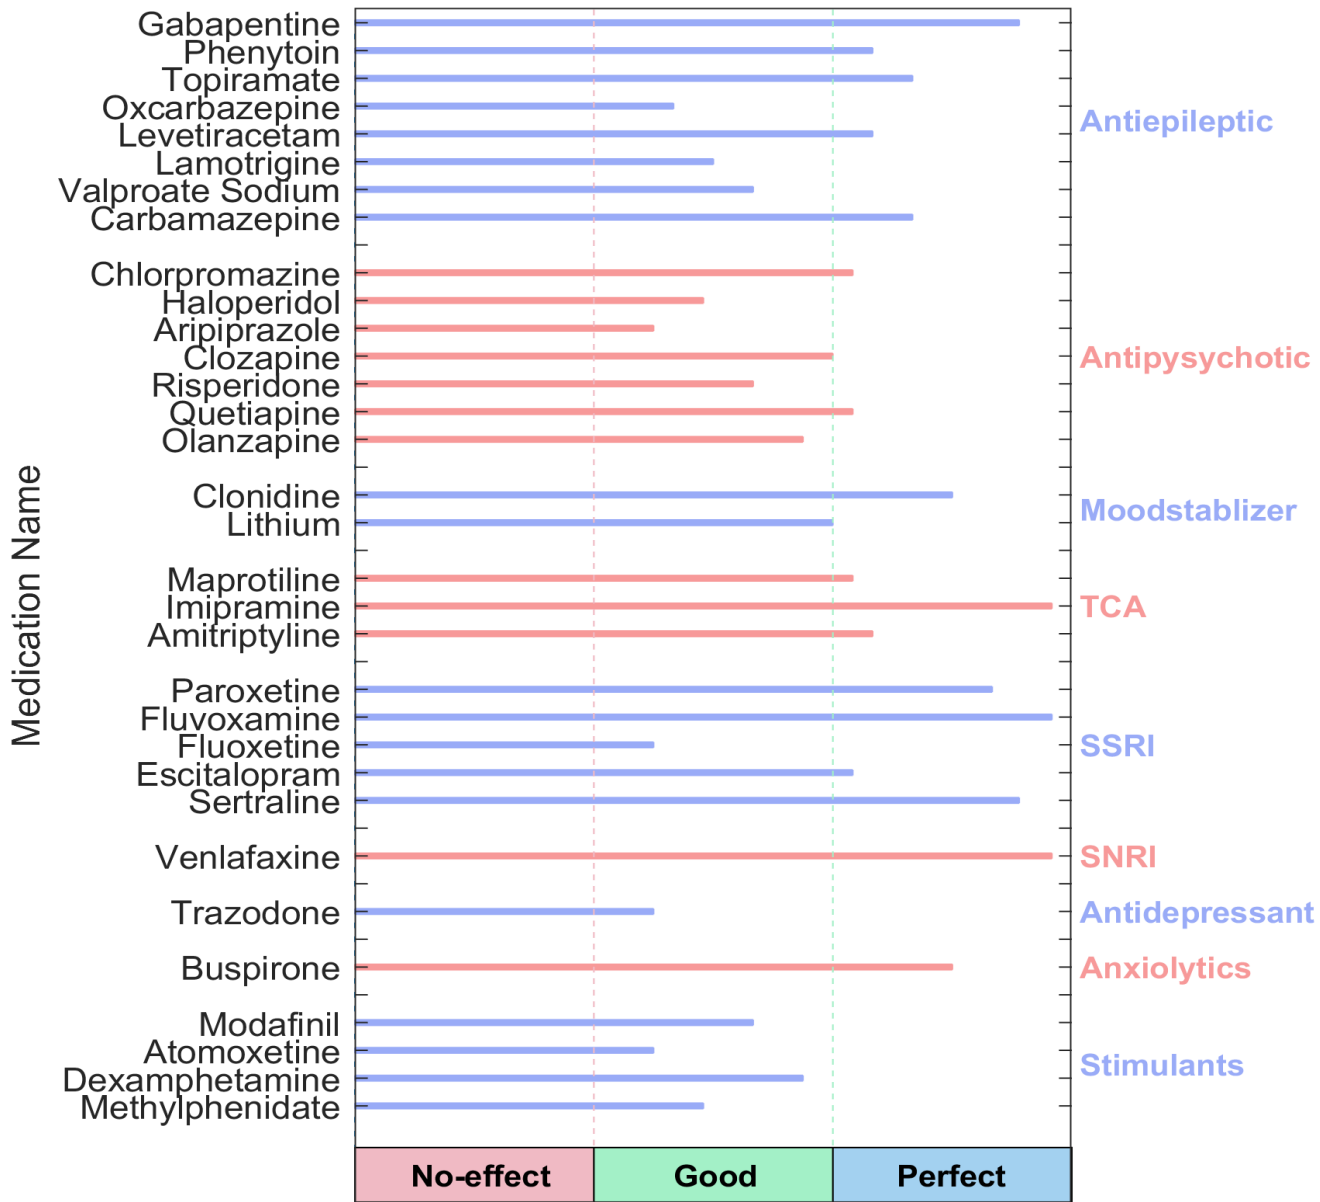 Gabapentine
Phenytoin
Topiramate
Oxcarbazepine
Levetiracetam
Lamotrigine
Valproate Sodium
Carbamazepine
Antiepileptic
Chlorpromazine
Haloperidol
Aripiprazole
Clozapine
Risperidone
Quetiapine
Olanzapine
Antipysychotic
Clonidine
Lithium
Moodstablizer
Maprotiline
Imipramine
Amitriptyline
TCA
Paroxetine
Fluvoxamine
Fluoxetine
Escitalopram
Sertraline
SSRI
Venlafaxine
SNRI
Trazodone
Antidepressant
Buspirone
Anxiolytics
Modafinil
Atomoxetine
Dexamphetamine
Methylphenidate
Stimulants
Medication Name
No-effect
Good
Perfect